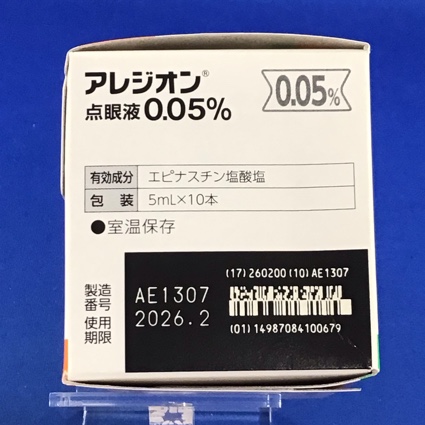 アレジオン®
点眼液0.05%
0.05%
有効成分 エピナスチン塩酸塩
包装 5mL×10本
●室温保存
(17) 260200 (10) AE1307
製造番号 AE1307
使用期限 2026.2
(01) 14987084100679